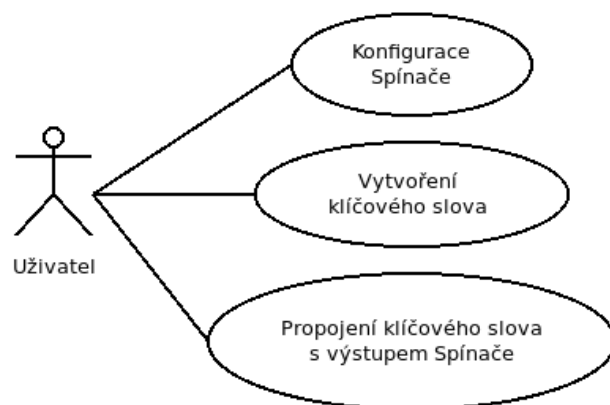 Konfigurace
Spínače
Vytvoření
klíčového slova
Uživatel
Propojení klíčového slova
s výstupem Spínače